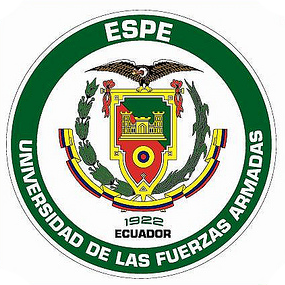 ESPE
1922
ECUADOR
UNIVERSIDAD DE LAS FUERZAS ARMADAS